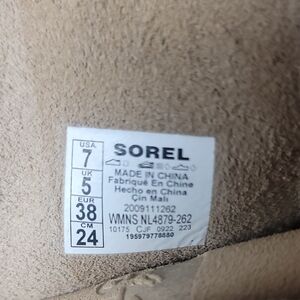 USA
7
UK
5
EUR
38
CM
24
SOREL
MADE IN CHINA
Fabriqué En Chine
Hecho en China
Çin Malı
2009111262
WMNS NL4879-262
10175 CJF 0922 223
195979778880